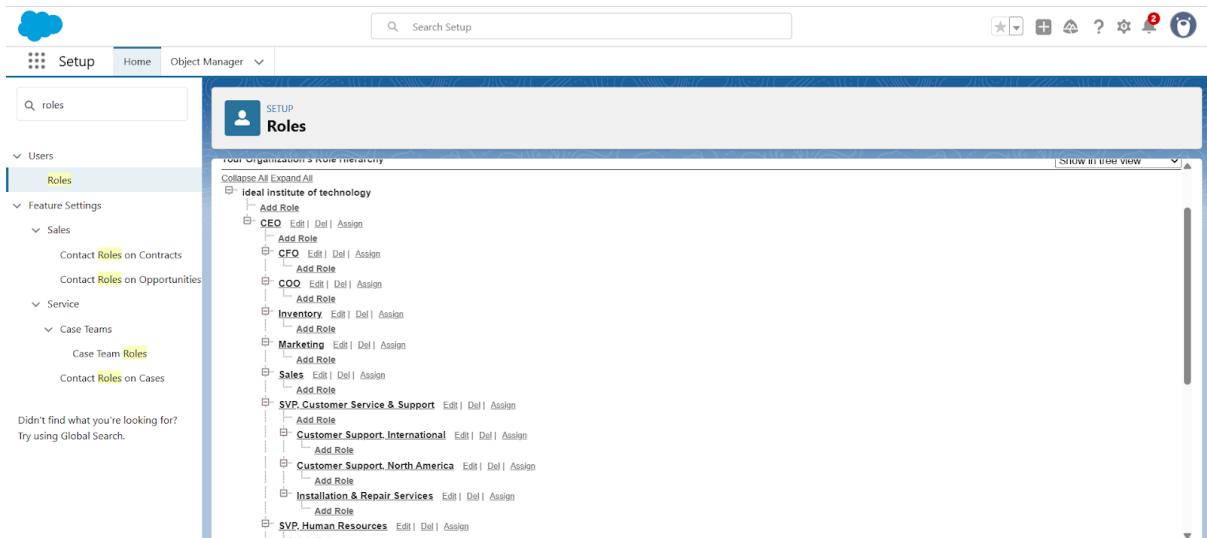 Search Setup
2
Setup Home Object Manager
roles
Users
Roles
Feature Settings
Sales
Contact Roles on Contracts
Contact Roles on Opportunities
Service
Case Teams
Case Team Roles
Contact Roles on Cases
Didn't find what you're looking for?
Try using Global Search.
SETUP
Roles
Your Organization's Role Hierarchy
Show in tree view
Collapse All Expand All
ideal institute of technology
Add Role
CEO Edit | Del | Assign
Add Role
CFO Edit | Del | Assign
Add Role
COO Edit | Del | Assign
Add Role
Inventory Edit | Del | Assign
Add Role
Marketing Edit | Del | Assign
Add Role
Sales Edit | Del | Assign
Add Role
SVP, Customer Service & Support Edit | Del | Assign
Add Role
Customer Support, International Edit | Del | Assign
Add Role
Customer Support, North America Edit | Del | Assign
Add Role
Installation & Repair Services Edit | Del | Assign
Add Role
SVP, Human Resources Edit | Del | Assign